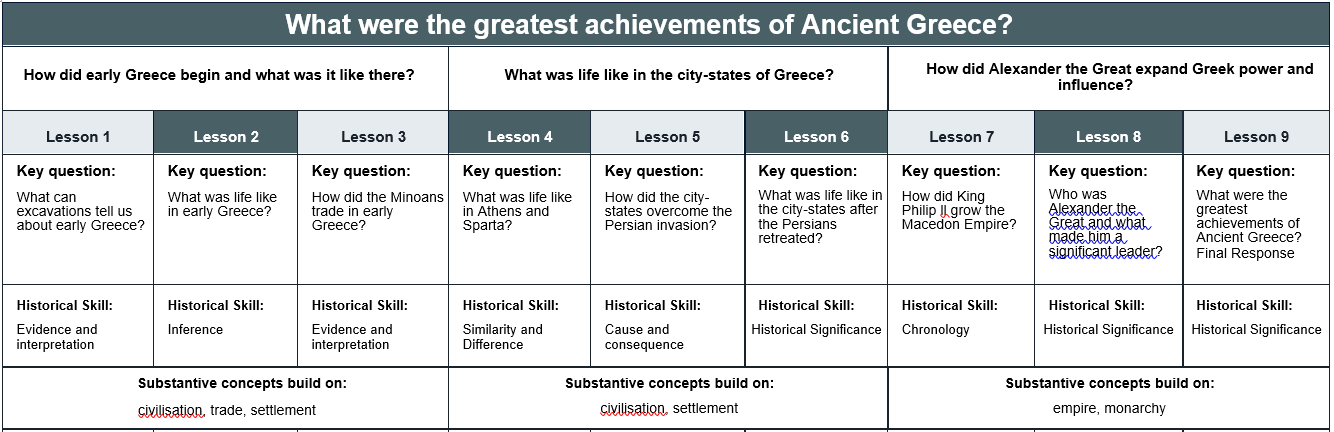 What were the greatest achievements of Ancient Greece?
How did early Greece begin and what was it like there?
What was life like in the city-states of Greece?
How did Alexander the Great expand Greek power and
influence?
Lesson 1
Lesson 2
Lesson 3
Lesson 4
Lesson 5
Lesson 6
Lesson 7
Lesson 8
Lesson 9
Key question:
What can
excavations tell us
about early Greece?
Key question:
What was life like
in early Greece?
Key question:
How did the Minoans
trade in early
Greece?
Key question:
What was life like
in Athens and
Sparta?
Key question:
How did the city-
states overcome the
Persian invasion?
Key question:
What was life like in
the city-states after
the Persians
retreated?
Key question:
How did King
Philip II grow the
Macedon Empire?
Key question:
Who was
Alexander the
Great and what
made him a
significant leader?
Key question:
What were the
greatest
achievements of
Ancient Greece?
Final Response
Historical Skill:
Evidence and
interpretation
Historical Skill:
Inference
Historical Skill:
Evidence and
interpretation
Historical Skill:
Similarity and
Difference
Historical Skill:
Cause and
consequence
Historical Skill:
Historical Significance
Historical Skill:
Chronology
Historical Skill:
Historical Significance
Historical Skill:
Historical Significance
Substantive concepts build on:
civilisation, trade, settlement
Substantive concepts build on:
civilisation, settlement
Substantive concepts build on:
empire, monarchy